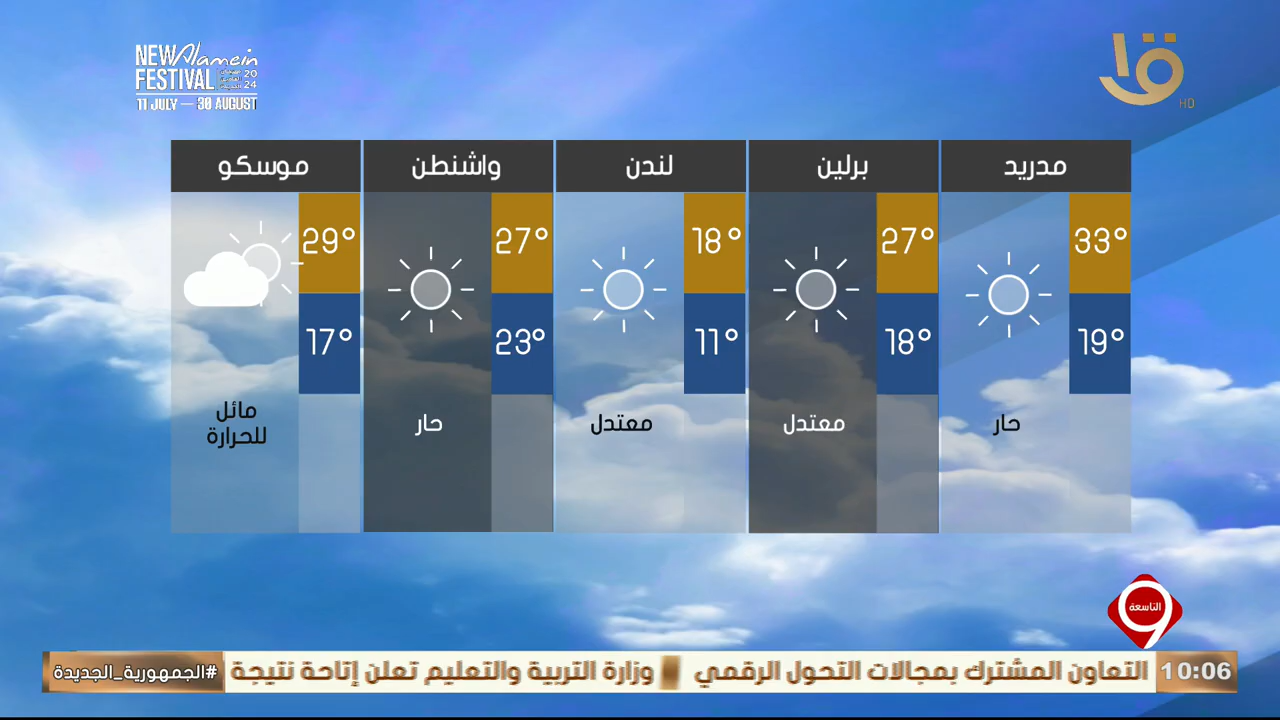 NEW Alamein
FESTIVAL 2024
11 JULY — 30 AUGUST
HD
مدريد
33°
19°
حار
برلين
27°
18°
معتدل
لندن
18°
11°
معتدل
واشنطن
27°
23°
حار
موسكو
29°
17°
مائل
للحرارة
التاسعة
9
10:06
التعاون المشترك بمجالات التحول الرقمي
وزارة التربية والتعليم تعلن إتاحة نتيجة
#الجمهورية_الجديدة